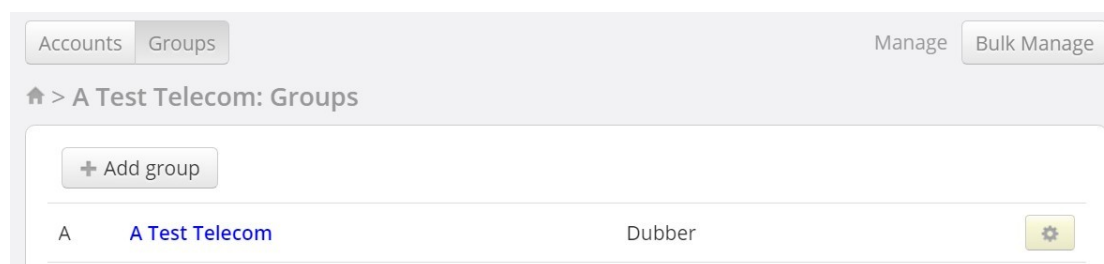 Accounts Groups Manage Bulk Manage
> A Test Telecom: Groups
+ Add group
A A Test Telecom Dubber